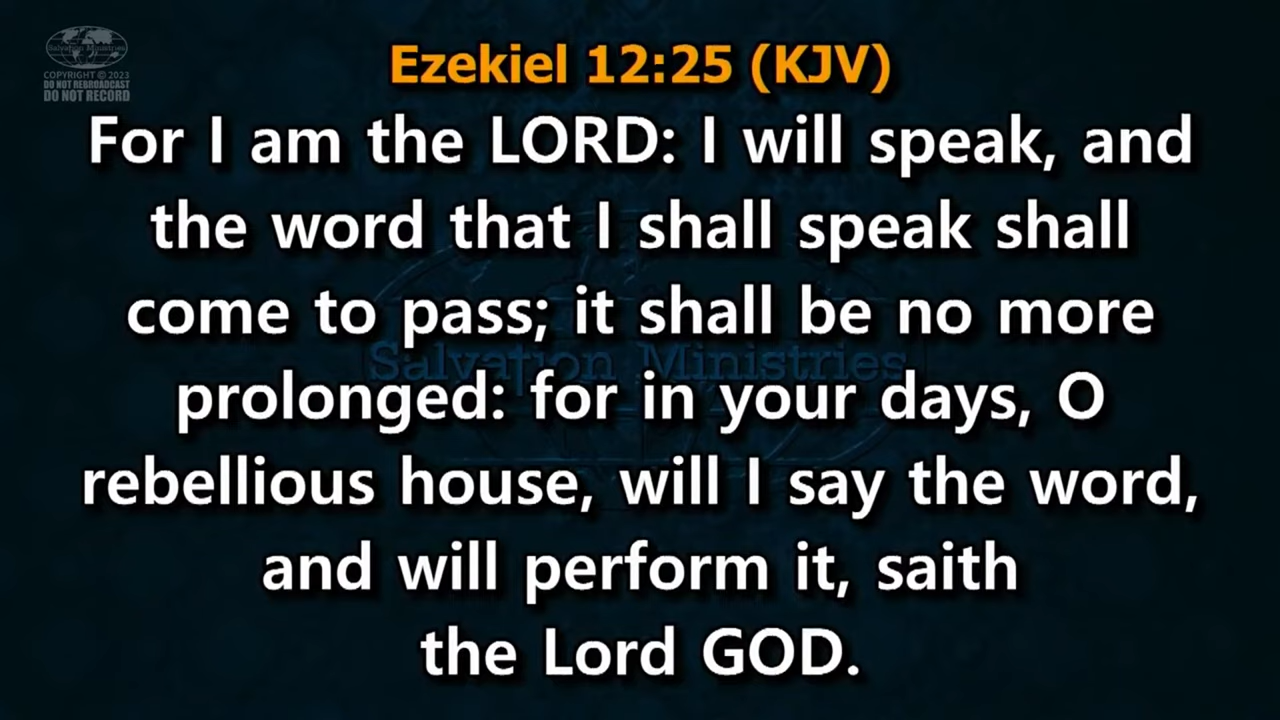 Salvation Ministries
COPYRIGHT © 2023
DO NOT REBROADCAST
DO NOT RECORD
Ezekiel 12:25 (KJV)
For I am the LORD: I will speak, and
the word that I shall speak shall
come to pass; it shall be no more
Salvation Ministries
prolonged: for in your days, O
rebellious house, will I say the word,
and will perform it, saith
the Lord GOD.